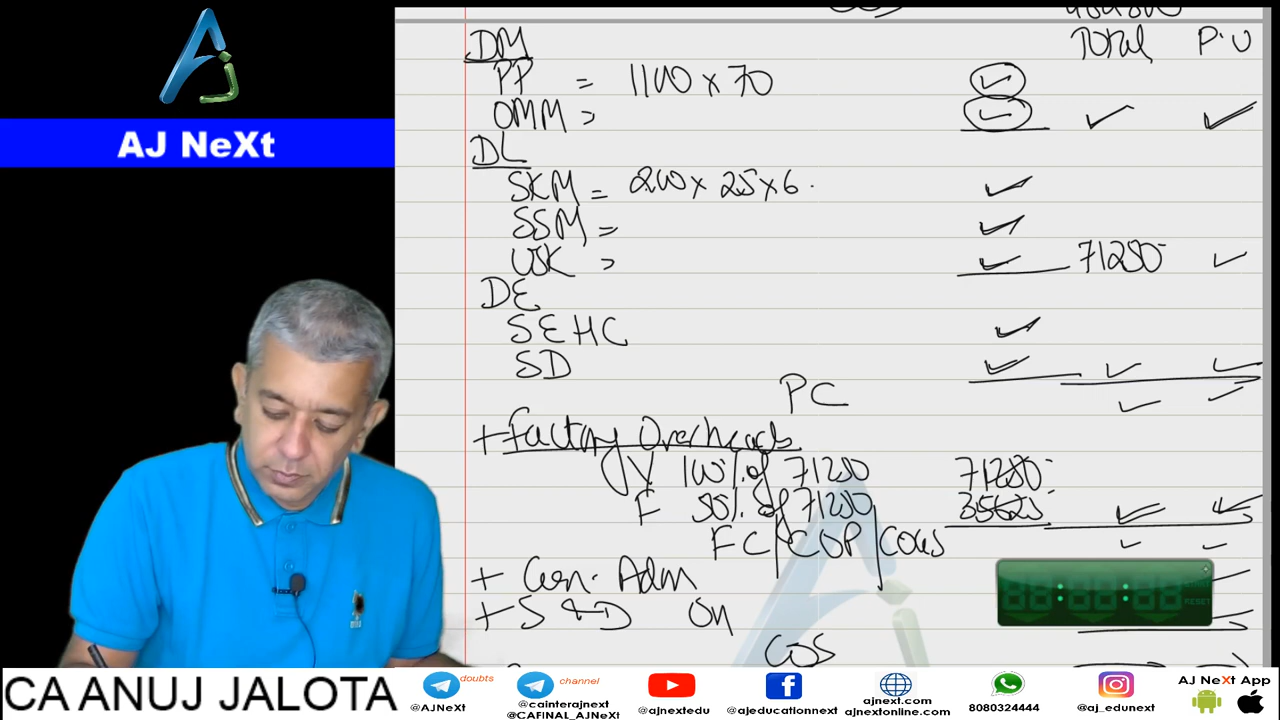 AJ NeXt
Total P.U
DM
PP = 1100 x 70
OMM =
DL
SKM = 200 x 25 x 6
SSM =
USK =
71250
DE
SEHC
SD
PC
+ Factory Overheads
V 100% of 71250 71250
F 50% of 71250 35625
FC | COP | COGS
+ Gen. Adm
+ S & D OH
COS
CA ANUJ JALOTA
doubts
@AJNeXt
channel
@cainterajnext
@CAFINAL_AJNeXt
@ajnextedu
@ajeducationnext
ajnext.com
ajnextonline.com
8080324444
@aj_edunext
AJ NeXt App